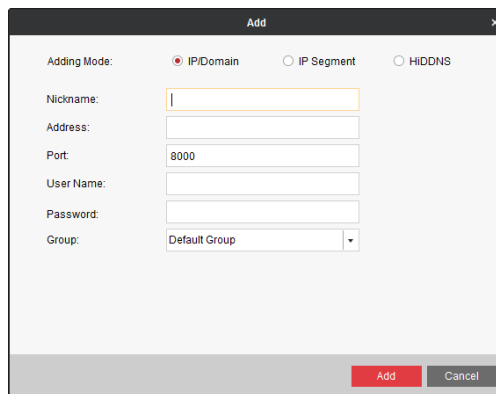 Add
Adding Mode: IP/Domain IP Segment HiDDNS
Nickname:
Address:
Port: 8000
User Name:
Password:
Group: Default Group
Add Cancel